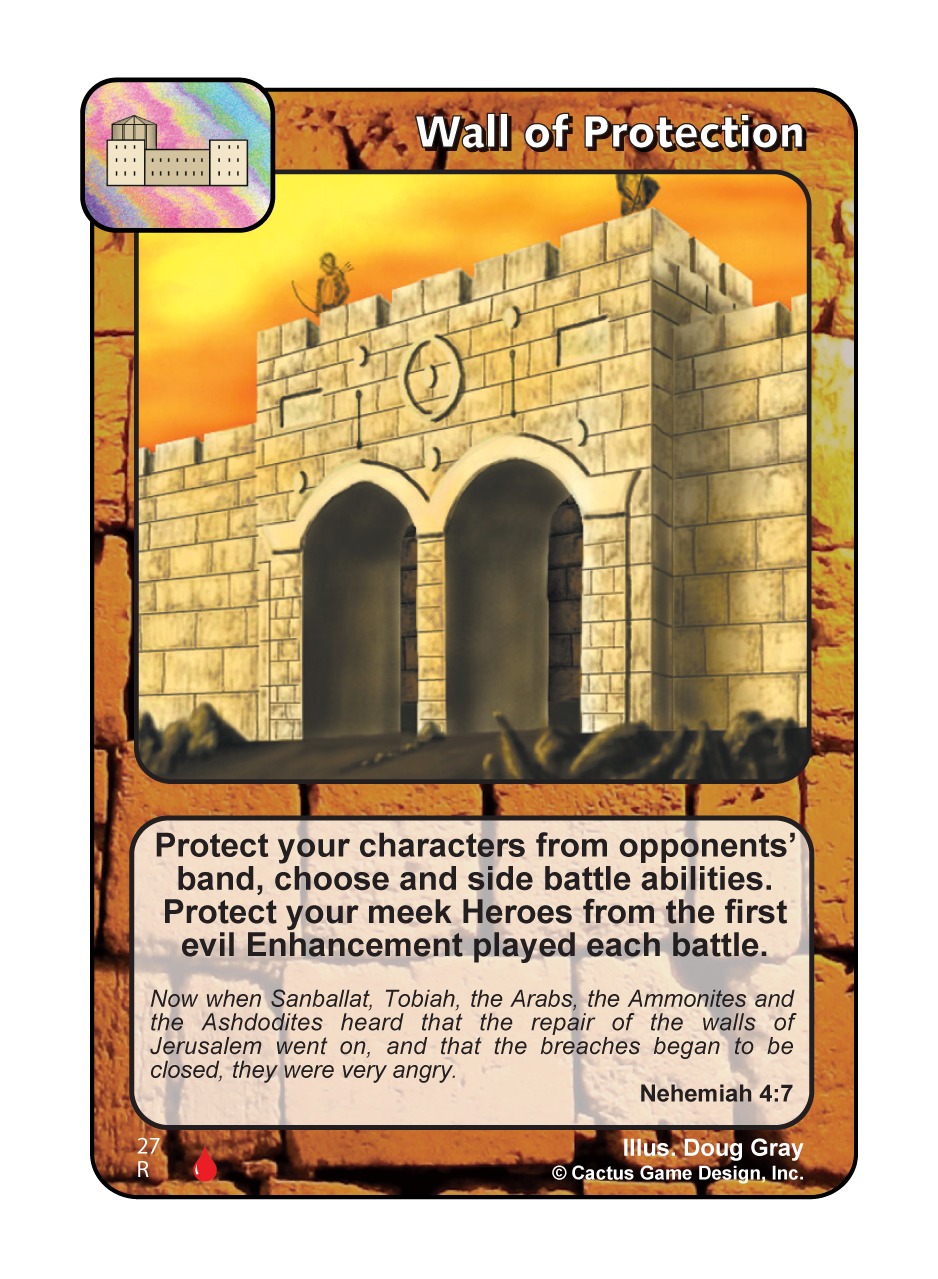 Wall of Protection
Protect your characters from opponents’
band, choose and side battle abilities.
Protect your meek Heroes from the first
evil Enhancement played each battle.
Now when Sanballat, Tobiah, the Arabs, the Ammonites and
the Ashdodites heard that the repair of the walls of
Jerusalem went on, and that the breaches began to be
closed, they were very angry.
Nehemiah 4:7
27
R
Illus. Doug Gray
© Cactus Game Design, Inc.